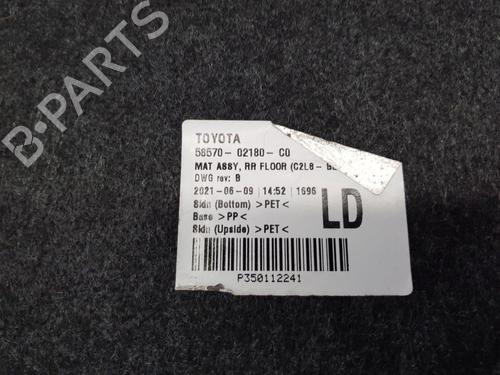 B-PARTS
TOYOTA
58570-02180-C0
MAT ASSY, RR FLOOR (C2LB-
DWG rev: B
2021-06-09 | 14:52 | 1696
Skin (Bottom) >PET<
Base >PP<
Skin (Upside) >PET<
LD
P350112241